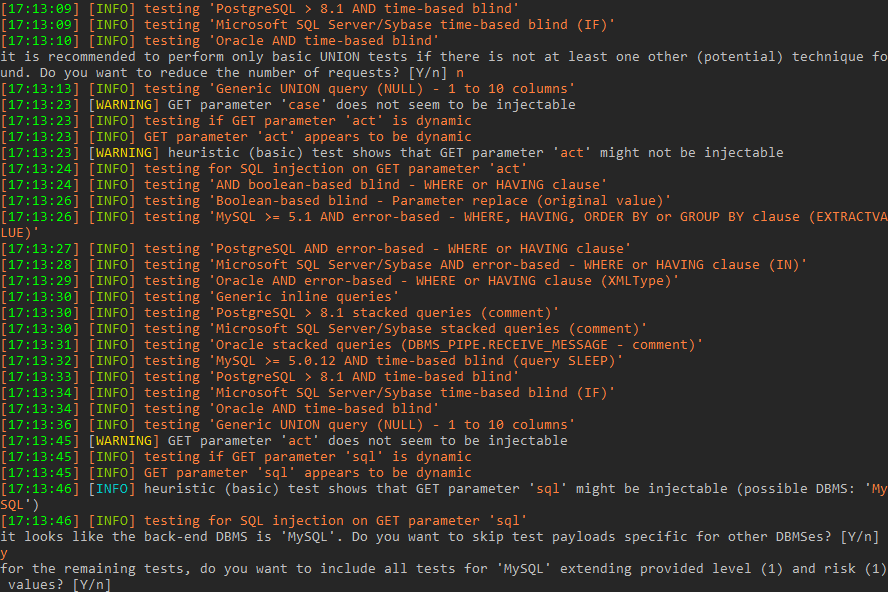 [17:13:09] [INFO] testing 'PostgreSQL > 8.1 AND time-based blind'
[17:13:09] [INFO] testing 'Microsoft SQL Server/Sybase time-based blind (IF)'
[17:13:10] [INFO] testing 'Oracle AND time-based blind'
it is recommended to perform only basic UNION tests if there is not at least one other (potential) technique fo
und. Do you want to reduce the number of requests? [Y/n] n
[17:13:13] [INFO] testing 'Generic UNION query (NULL) - 1 to 10 columns'
[17:13:23] [WARNING] GET parameter 'case' does not seem to be injectable
[17:13:23] [INFO] testing if GET parameter 'act' is dynamic
[17:13:23] [INFO] GET parameter 'act' appears to be dynamic
[17:13:23] [WARNING] heuristic (basic) test shows that GET parameter 'act' might not be injectable
[17:13:24] [INFO] testing for SQL injection on GET parameter 'act'
[17:13:24] [INFO] testing 'AND boolean-based blind - WHERE or HAVING clause'
[17:13:26] [INFO] testing 'Boolean-based blind - Parameter replace (original value)'
[17:13:26] [INFO] testing 'MySQL >= 5.1 AND error-based - WHERE, HAVING, ORDER BY or GROUP BY clause (EXTRACTVA
LUE)'
[17:13:27] [INFO] testing 'PostgreSQL AND error-based - WHERE or HAVING clause'
[17:13:28] [INFO] testing 'Microsoft SQL Server/Sybase AND error-based - WHERE or HAVING clause (IN)'
[17:13:29] [INFO] testing 'Oracle AND error-based - WHERE or HAVING clause (XMLType)'
[17:13:30] [INFO] testing 'Generic inline queries'
[17:13:30] [INFO] testing 'PostgreSQL > 8.1 stacked queries (comment)'
[17:13:30] [INFO] testing 'Microsoft SQL Server/Sybase stacked queries (comment)'
[17:13:31] [INFO] testing 'Oracle stacked queries (DBMS_PIPE.RECEIVE_MESSAGE - comment)'
[17:13:32] [INFO] testing 'MySQL >= 5.0.12 AND time-based blind (query SLEEP)'
[17:13:33] [INFO] testing 'PostgreSQL > 8.1 AND time-based blind'
[17:13:34] [INFO] testing 'Microsoft SQL Server/Sybase time-based blind (IF)'
[17:13:34] [INFO] testing 'Oracle AND time-based blind'
[17:13:36] [INFO] testing 'Generic UNION query (NULL) - 1 to 10 columns'
[17:13:45] [WARNING] GET parameter 'act' does not seem to be injectable
[17:13:45] [INFO] testing if GET parameter 'sql' is dynamic
[17:13:45] [INFO] GET parameter 'sql' appears to be dynamic
[17:13:46] [INFO] heuristic (basic) test shows that GET parameter 'sql' might be injectable (possible DBMS: 'My
SQL')
[17:13:46] [INFO] testing for SQL injection on GET parameter 'sql'
it looks like the back-end DBMS is 'MySQL'. Do you want to skip test payloads specific for other DBMSes? [Y/n]
y
for the remaining tests, do you want to include all tests for 'MySQL' extending provided level (1) and risk (1)
 values? [Y/n]